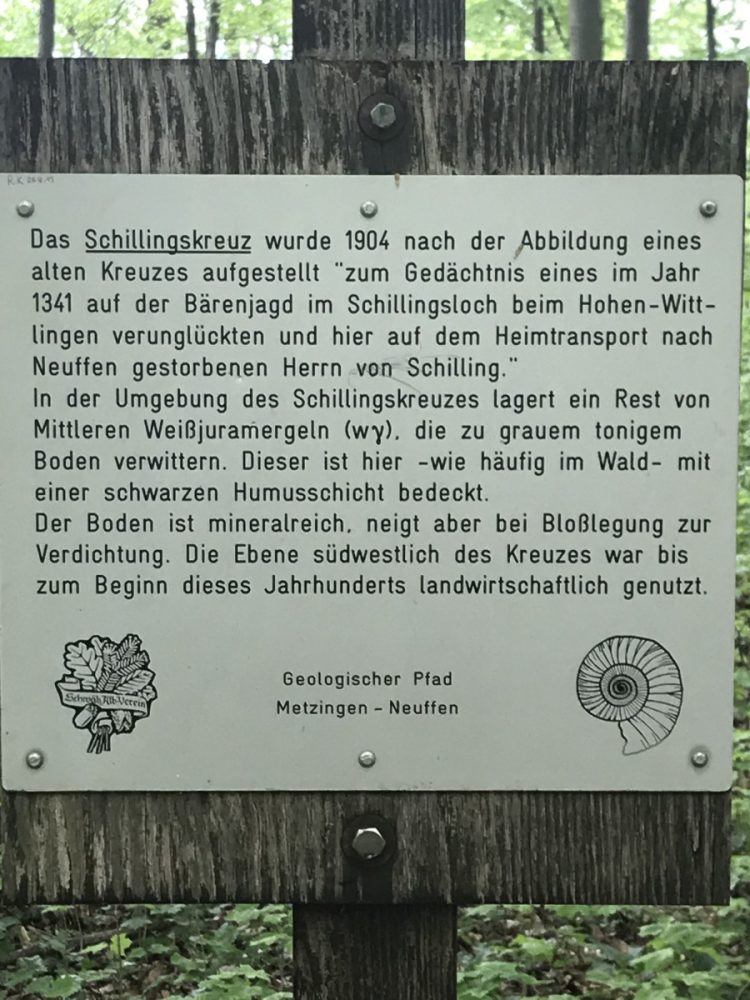 Das Schillingskreuz wurde 1904 nach der Abbildung eines
alten Kreuzes aufgestellt "zum Gedächtnis eines im Jahr
1341 auf der Bärenjagd im Schillingsloch beim Hohen-Witt-
lingen verunglückten und hier auf dem Heimtransport nach
Neuffen gestorbenen Herrn von Schilling."
In der Umgebung des Schillingskreuzes lagert ein Rest von
Mittleren Weißjuramergeln (wγ), die zu grauem tonigem
Boden verwittern. Dieser ist hier -wie häufig im Wald- mit
einer schwarzen Humusschicht bedeckt.
Der Boden ist mineralreich, neigt aber bei Bloßlegung zur
Verdichtung. Die Ebene südwestlich des Kreuzes war bis
zum Beginn dieses Jahrhunderts landwirtschaftlich genutzt.
Schwäb. Alb-Verein
Geologischer Pfad
Metzingen - Neuffen